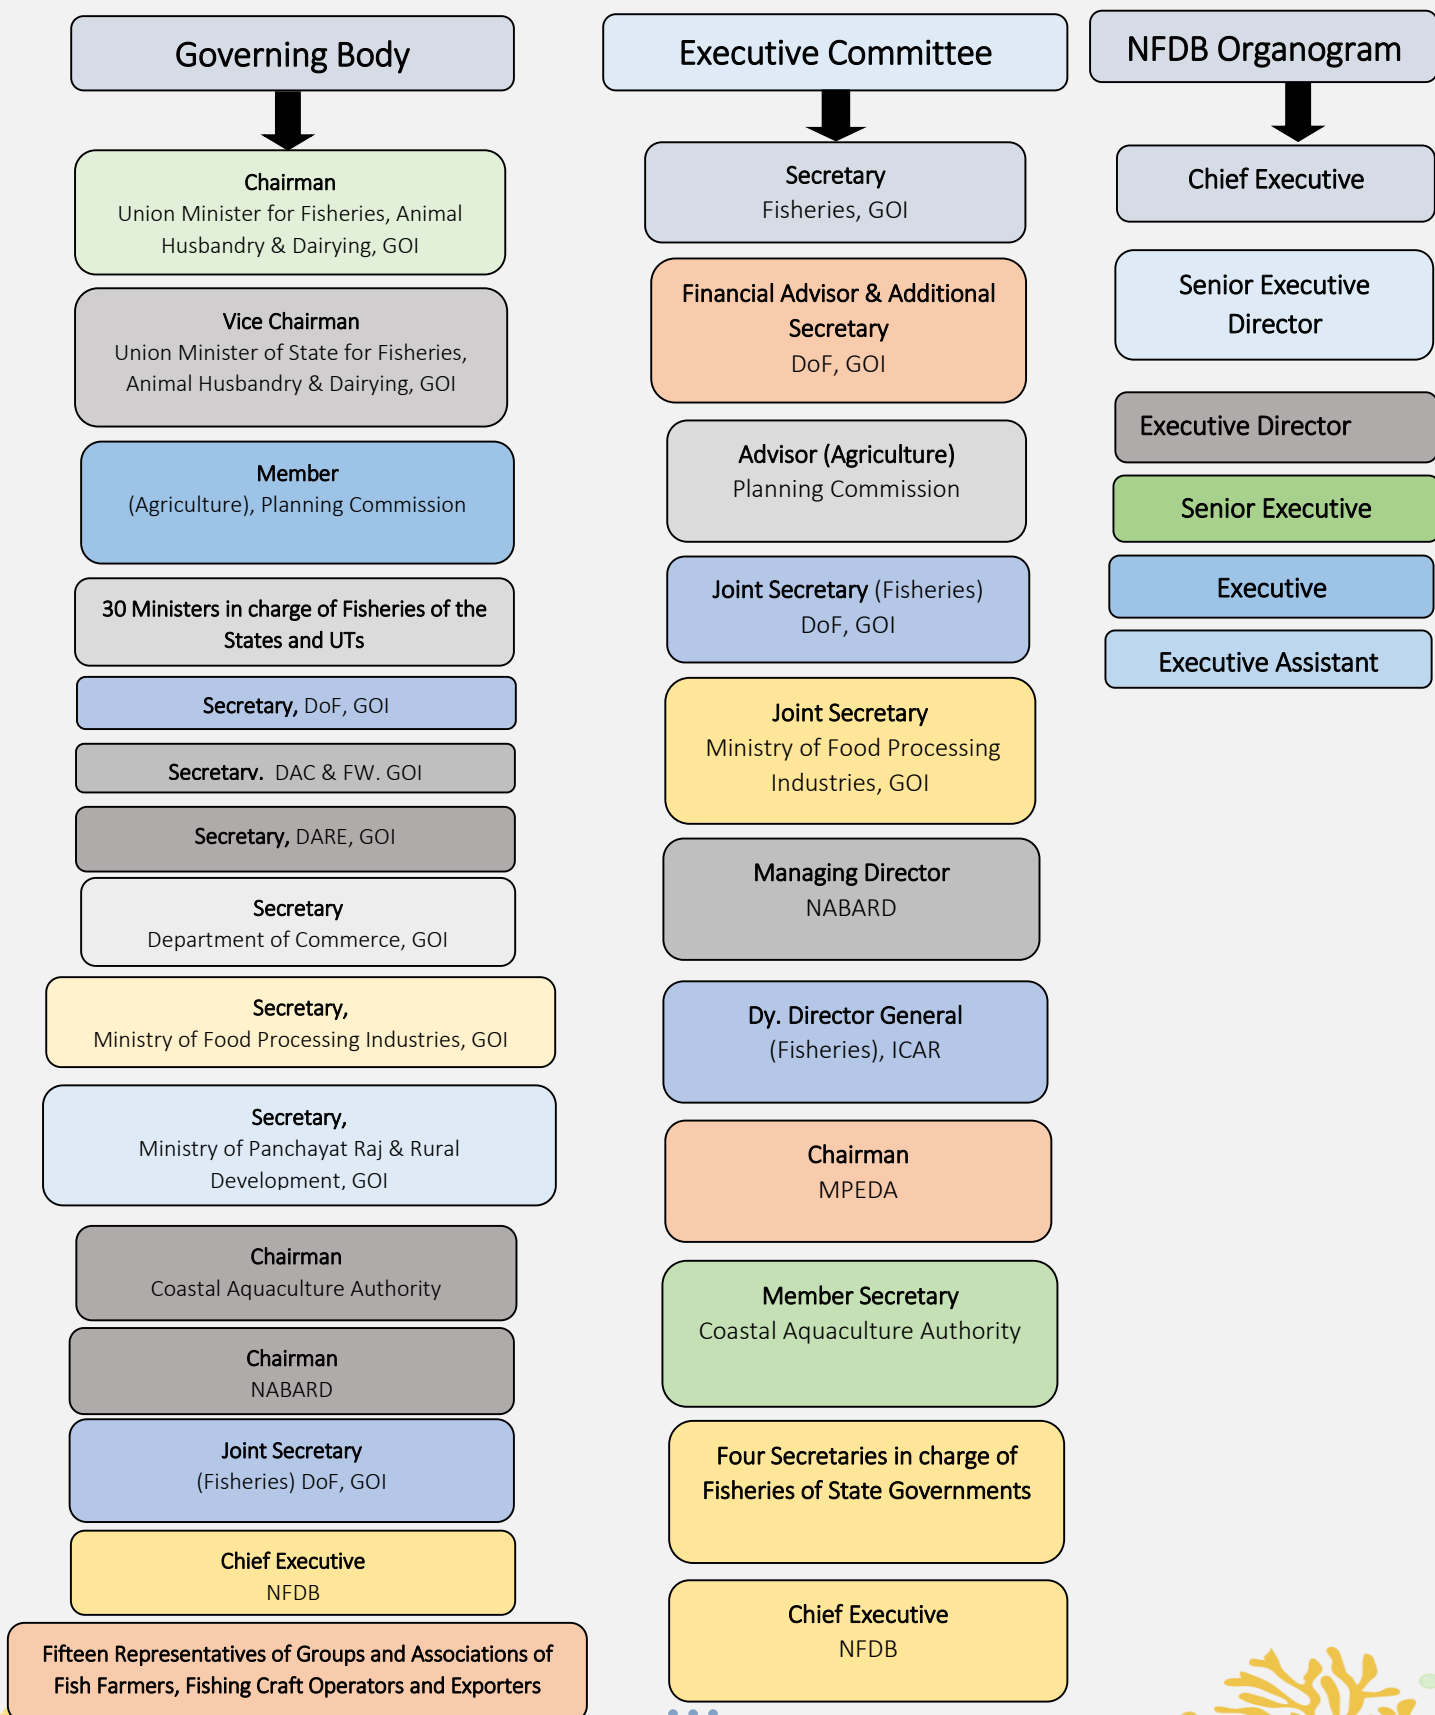 Governing Body
Chairman
Union Minister for Fisheries, Animal
Husbandry & Dairying, GOI
Vice Chairman
Union Minister of State for Fisheries,
Animal Husbandry & Dairying, GOI
Member
(Agriculture), Planning Commission
30 Ministers in charge of Fisheries of the
States and UTs
Secretary, DoF, GOI
Secretary. DAC & FW. GOI
Secretary, DARE, GOI
Secretary
Department of Commerce, GOI
Secretary,
Ministry of Food Processing Industries, GOI
Secretary,
Ministry of Panchayat Raj & Rural
Development, GOI
Chairman
Coastal Aquaculture Authority
Chairman
NABARD
Joint Secretary
(Fisheries) DoF, GOI
Chief Executive
NFDB
Fifteen Representatives of Groups and Associations of
Fish Farmers, Fishing Craft Operators and Exporters
Executive Committee
Secretary
Fisheries, GOI
Financial Advisor & Additional
Secretary
DoF, GOI
Advisor (Agriculture)
Planning Commission
Joint Secretary (Fisheries)
DoF, GOI
Joint Secretary
Ministry of Food Processing
Industries, GOI
Managing Director
NABARD
Dy. Director General
(Fisheries), ICAR
Chairman
MPEDA
Member Secretary
Coastal Aquaculture Authority
Four Secretaries in charge of
Fisheries of State Governments
Chief Executive
NFDB
NFDB Organogram
Chief Executive
Senior Executive
Director
Executive Director
Senior Executive
Executive
Executive Assistant